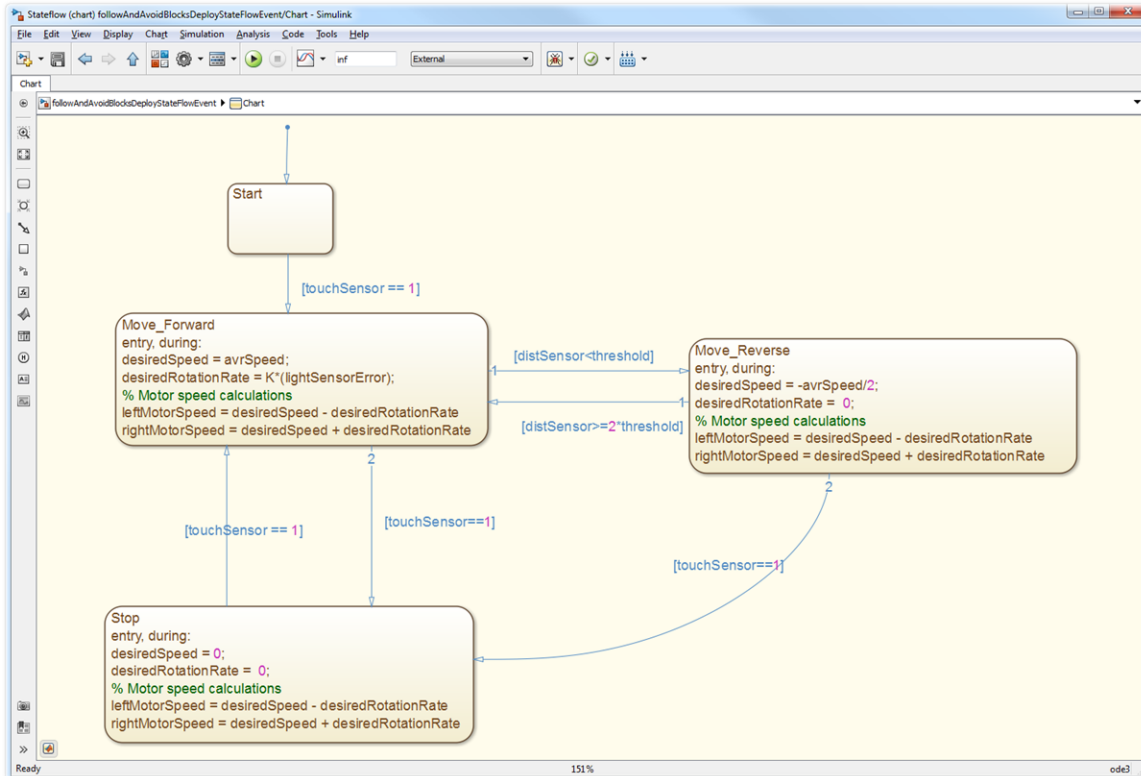 Stateflow (chart) followAndAvoidBlocksDeployStateFlowEvent/Chart - Simulink
File Edit View Display Chart Simulation Analysis Code Tools Help
inf External
Chart
followAndAvoidBlocksDeployStateFlowEvent Chart
Start
[touchSensor == 1]
Move_Forward
entry, during:
desiredSpeed = avrSpeed;
desiredRotationRate = K*(lightSensorError);
% Motor speed calculations
leftMotorSpeed = desiredSpeed - desiredRotationRate
rightMotorSpeed = desiredSpeed + desiredRotationRate
1
2
[distSensor<threshold]
1
[distSensor>=2*threshold]
Move_Reverse
entry, during:
desiredSpeed = -avrSpeed/2;
desiredRotationRate = 0;
% Motor speed calculations
leftMotorSpeed = desiredSpeed - desiredRotationRate
rightMotorSpeed = desiredSpeed + desiredRotationRate
2
[touchSensor == 1]
[touchSensor==1]
[touchSensor==1]
Stop
entry, during:
desiredSpeed = 0;
desiredRotationRate = 0;
% Motor speed calculations
leftMotorSpeed = desiredSpeed - desiredRotationRate
rightMotorSpeed = desiredSpeed + desiredRotationRate
Ready 151% ode3